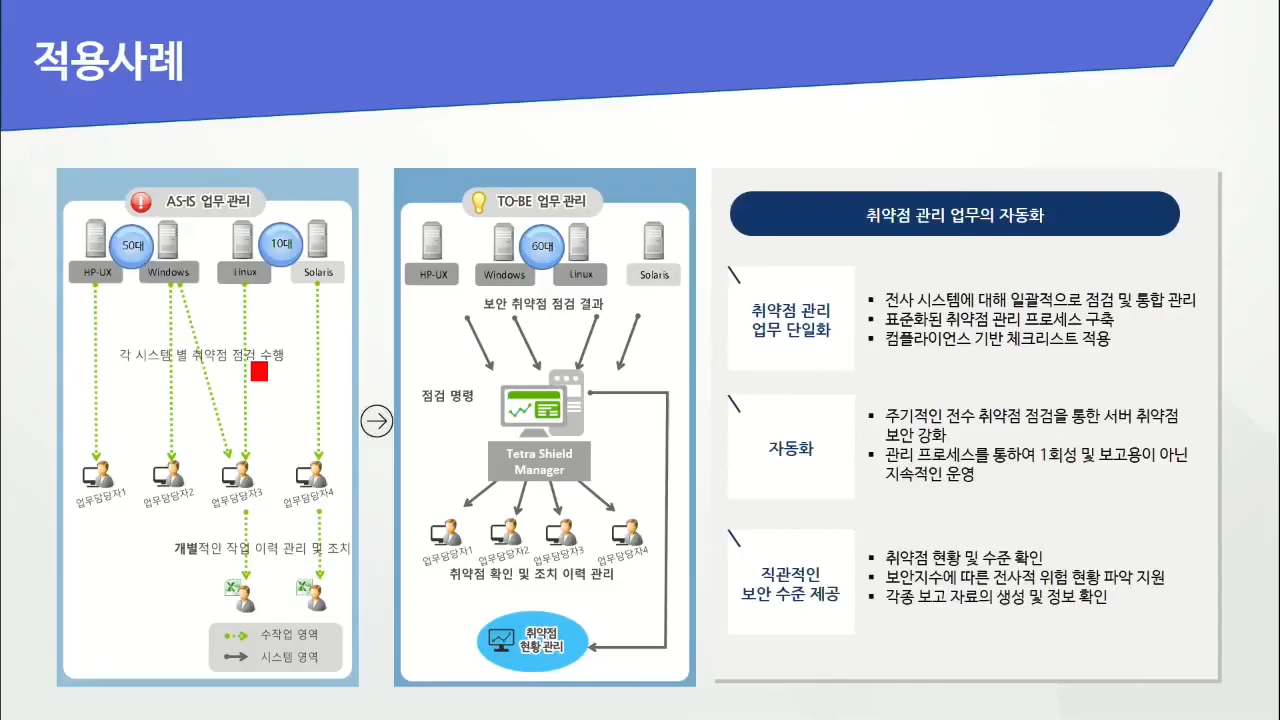 적용사례
AS-IS 업무 관리
50대
10대
HP-UX
Windows
Linux
Solaris
각 시스템 별 취약점 점검 수행
업무담당자1
업무담당자2
업무담당자3
업무담당자4
개별적인 작업 이력 관리 및 조치
수작업 영역
시스템 영역
TO-BE 업무 관리
60대
HP-UX
Windows
Linux
Solaris
보안 취약점 점검 결과
점검 명령
Tetra Shield
Manager
업무담당자1
업무담당자2
업무담당자3
업무담당자4
취약점 확인 및 조치 이력 관리
취약점
현황 관리
취약점 관리 업무의 자동화
취약점 관리
업무 단일화
▪ 전사 시스템에 대해 일괄적으로 점검 및 통합 관리
▪ 표준화된 취약점 관리 프로세스 구축
▪ 컴플라이언스 기반 체크리스트 적용
자동화
▪ 주기적인 전수 취약점 점검을 통한 서버 취약점
보안 강화
▪ 관리 프로세스를 통하여 1회성 및 보고용이 아닌
지속적인 운영
직관적인
보안 수준 제공
▪ 취약점 현황 및 수준 확인
▪ 보안지수에 따른 전사적 위험 현황 파악 지원
▪ 각종 보고 자료의 생성 및 정보 확인